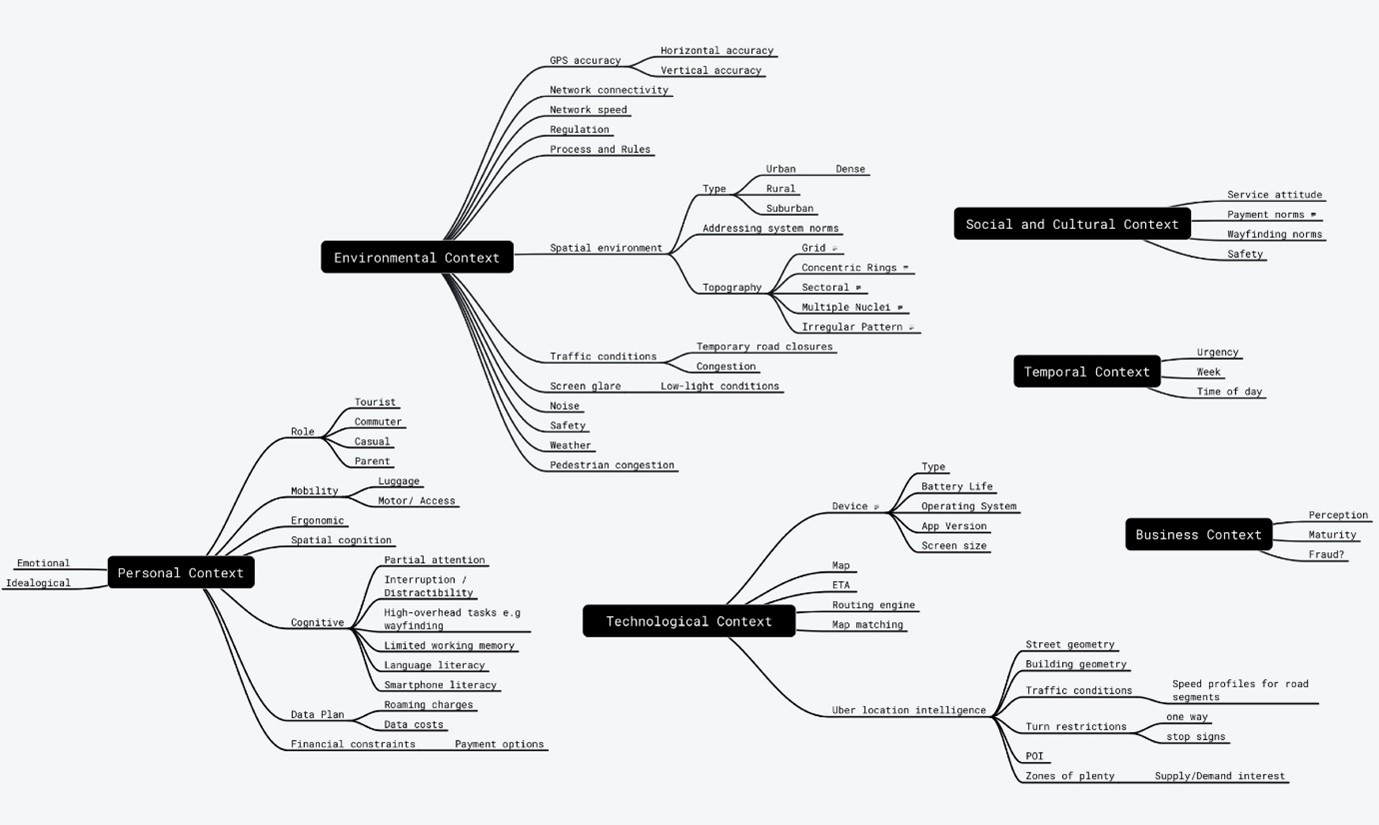 Environmental Context
GPS accuracy
Horizontal accuracy
Vertical accuracy
Network connectivity
Network speed
Regulation
Process and Rules
Spatial environment
Type
Urban
Dense
Rural
Suburban
Addressing system norms
Topography
Grid
Concentric Rings
Sectoral
Multiple Nuclei
Irregular Pattern
Traffic conditions
Temporary road closures
Congestion
Screen glare
Low-light conditions
Noise
Safety
Weather
Pedestrian congestion
Social and Cultural Context
Service attitude
Payment norms
Wayfinding norms
Safety
Temporal Context
Urgency
Week
Time of day
Personal Context
Emotional
Idealogical
Role
Tourist
Commuter
Casual
Parent
Mobility
Luggage
Motor/ Access
Ergonomic
Spatial cognition
Cognitive
Partial attention
Interruption /
Distractibility
High-overhead tasks e.g
wayfinding
Limited working memory
Language literacy
Smartphone literacy
Data Plan
Roaming charges
Data costs
Financial constraints
Payment options
Technological Context
Device
Type
Battery Life
Operating System
App Version
Screen size
Map
ETA
Routing engine
Map matching
Uber location intelligence
Street geometry
Building geometry
Traffic conditions
Speed profiles for road
segments
Turn restrictions
one way
stop signs
POI
Zones of plenty
Supply/Demand interest
Business Context
Perception
Maturity
Fraud?